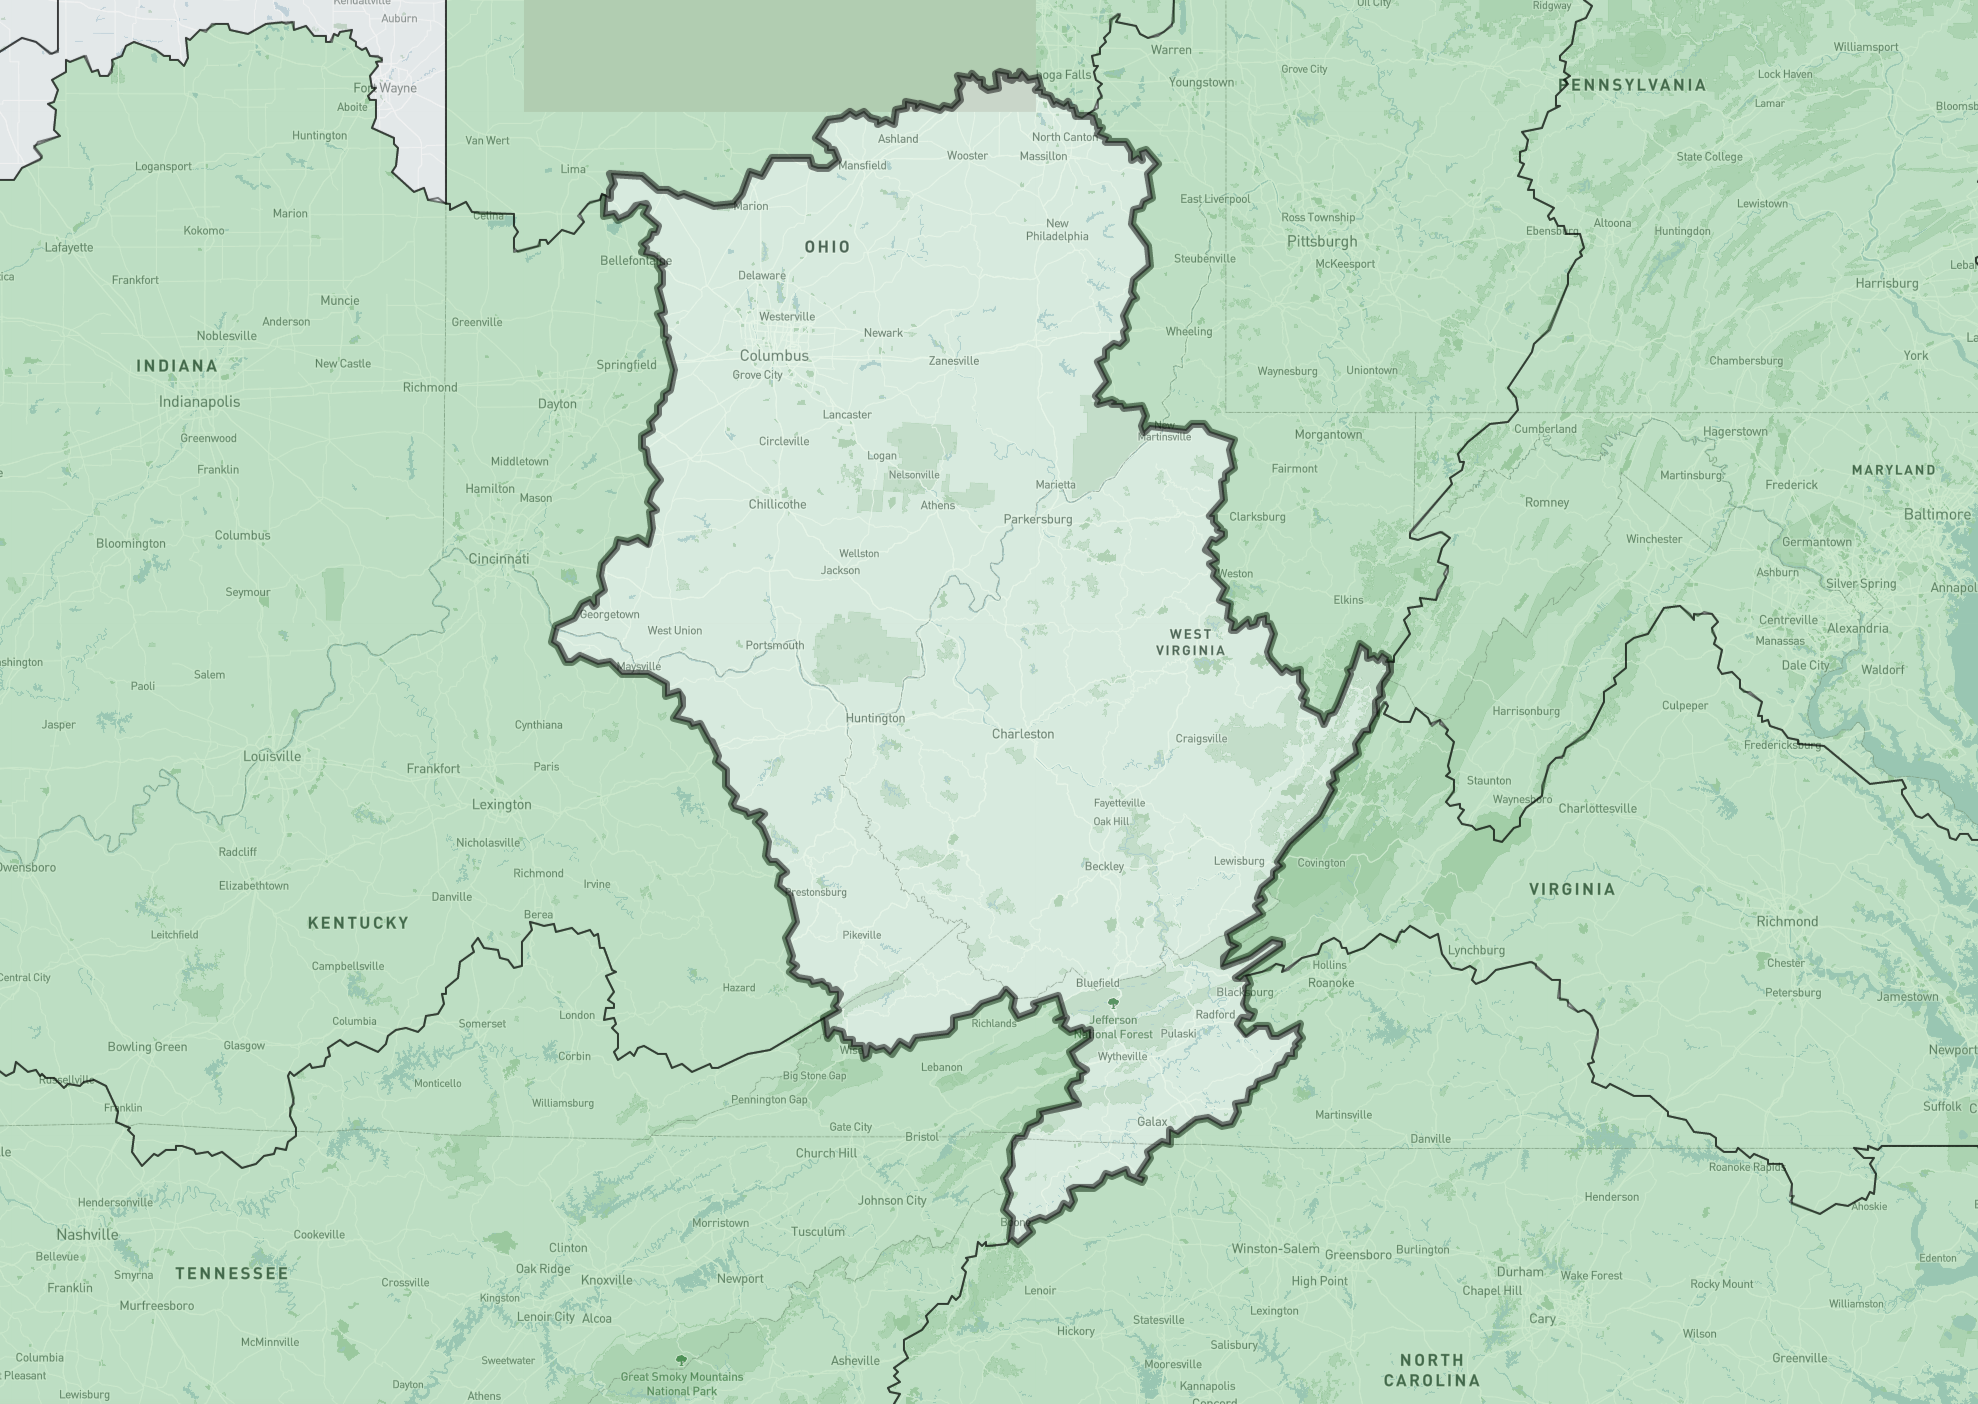 Kendallville
Auburn
Oil City
Ridgway
Warren
Williamsport
Grove City
hoga Falls
Lock Haven
Youngstown
PENNSYLVANIA
Fort Wayne
Lamar
Aboite
Bloomsb
Huntington
Ashland
North Canton
Van Wert
Wooster
Massillon
State College
Logansport
Lima
Mansfield
Marion
Celina
Marion
East Liverpool
Lewistown
Kokomo
New
Philadelphia
Ross Township
Altoona
Ebensburg
Huntingdon
Lafayette
OHIO
Pittsburgh
Bellefontaine
Steubenville
McKeesport
Leba
ica
Frankfort
Delaware
Harrisburg
Muncie
Anderson
Greenville
Westerville
Noblesville
Newark
Wheeling
INDIANA
New Castle
Springfield
Columbus
Zanesville
Chambersburg
York
La
Grove City
Waynesburg
Uniontown
Richmond
Indianapolis
Dayton
Lancaster
Greenwood
Circleville
New
Martinsville
Morgantown
Cumberland
Hagerstown
Franklin
Middletown
Logan
Fairmont
MARYLAND
Nelsonville
Martinsburg
Hamilton
Mason
Marietta
Frederick
Chillicothe
Athens
Romney
Parkersburg
Clarksburg
Baltimore
Columbus
Bloomington
Winchester
Germantown
Cincinnati
Wellston
Jackson
Weston
Ashburn
Silver Spring
Annapol
Seymour
Elkins
Georgetown
Centreville
West Union
WEST
VIRGINIA
Alexandria
Manassas
Portsmouth
shington
Maysville
Dale City
Waldorf
Salem
Paoli
Culpeper
Harrisonburg
Jasper
Cynthiana
Huntington
Charleston
Craigsville
Fredericksburg
Louisville
Frankfort
Paris
Staunton
Waynesboro
Lexington
Fayetteville
Charlottesville
Oak Hill
Nicholasville
Radcliff
Lewisburg
Covington
Owensboro
Beckley
Richmond
Elizabethtown
Irvine
Prestonsburg
VIRGINIA
Danville
Berea
KENTUCKY
Richmond
Leitchfield
Pikeville
Lynchburg
Campbellsville
Hollins
Chester
Central City
Bluefield
Roanoke
Hazard
Blacksburg
Petersburg
Jamestown
London
Radford
Columbia
Somerset
Richlands
Jefferson
National Forest
Pulaski
Bowling Green
Glasgow
Corbin
Wise
Wytheville
Newport
Lebanon
Russellville
Monticello
Big Stone Gap
Williamsburg
Pennington Gap
Franklin
Martinsville
Suffolk
C
Galax
Gate City
Bristol
Danville
lle
Church Hill
Roanoke Rapids
Hendersonville
Johnson City
Henderson
Ahoskie
Morristown
Boone
Nashville
Cookeville
Tusculum
Bellevue
Clinton
Winston-Salem
Greensboro
Burlington
Edenton
Smyrna
TENNESSEE
Oak Ridge
Knoxville
Newport
Durham
Wake Forest
Franklin
Crossville
High Point
Rocky Mount
Murfreesboro
Kingston
Lenoir
Chapel Hill
Williamston
Lenoir City
Alcoa
Lexington
Statesville
Cary
McMinnville
Hickory
Salisbury
Wilson
Columbia
Sweetwater
Asheville
Mooresville
NORTH
CAROLINA
Greenville
t Pleasant
Great Smoky Mountains
National Park
Dayton
Kannapolis
Lewisburg
Athens
Concord